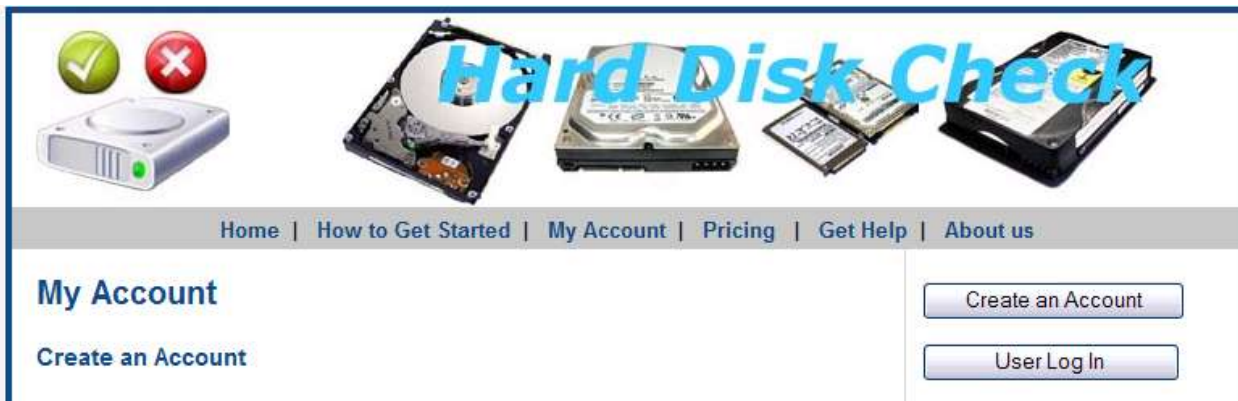 Hard Disk Check
Home | How to Get Started | My Account | Pricing | Get Help | About us
My Account
Create an Account
Create an Account
User Log In